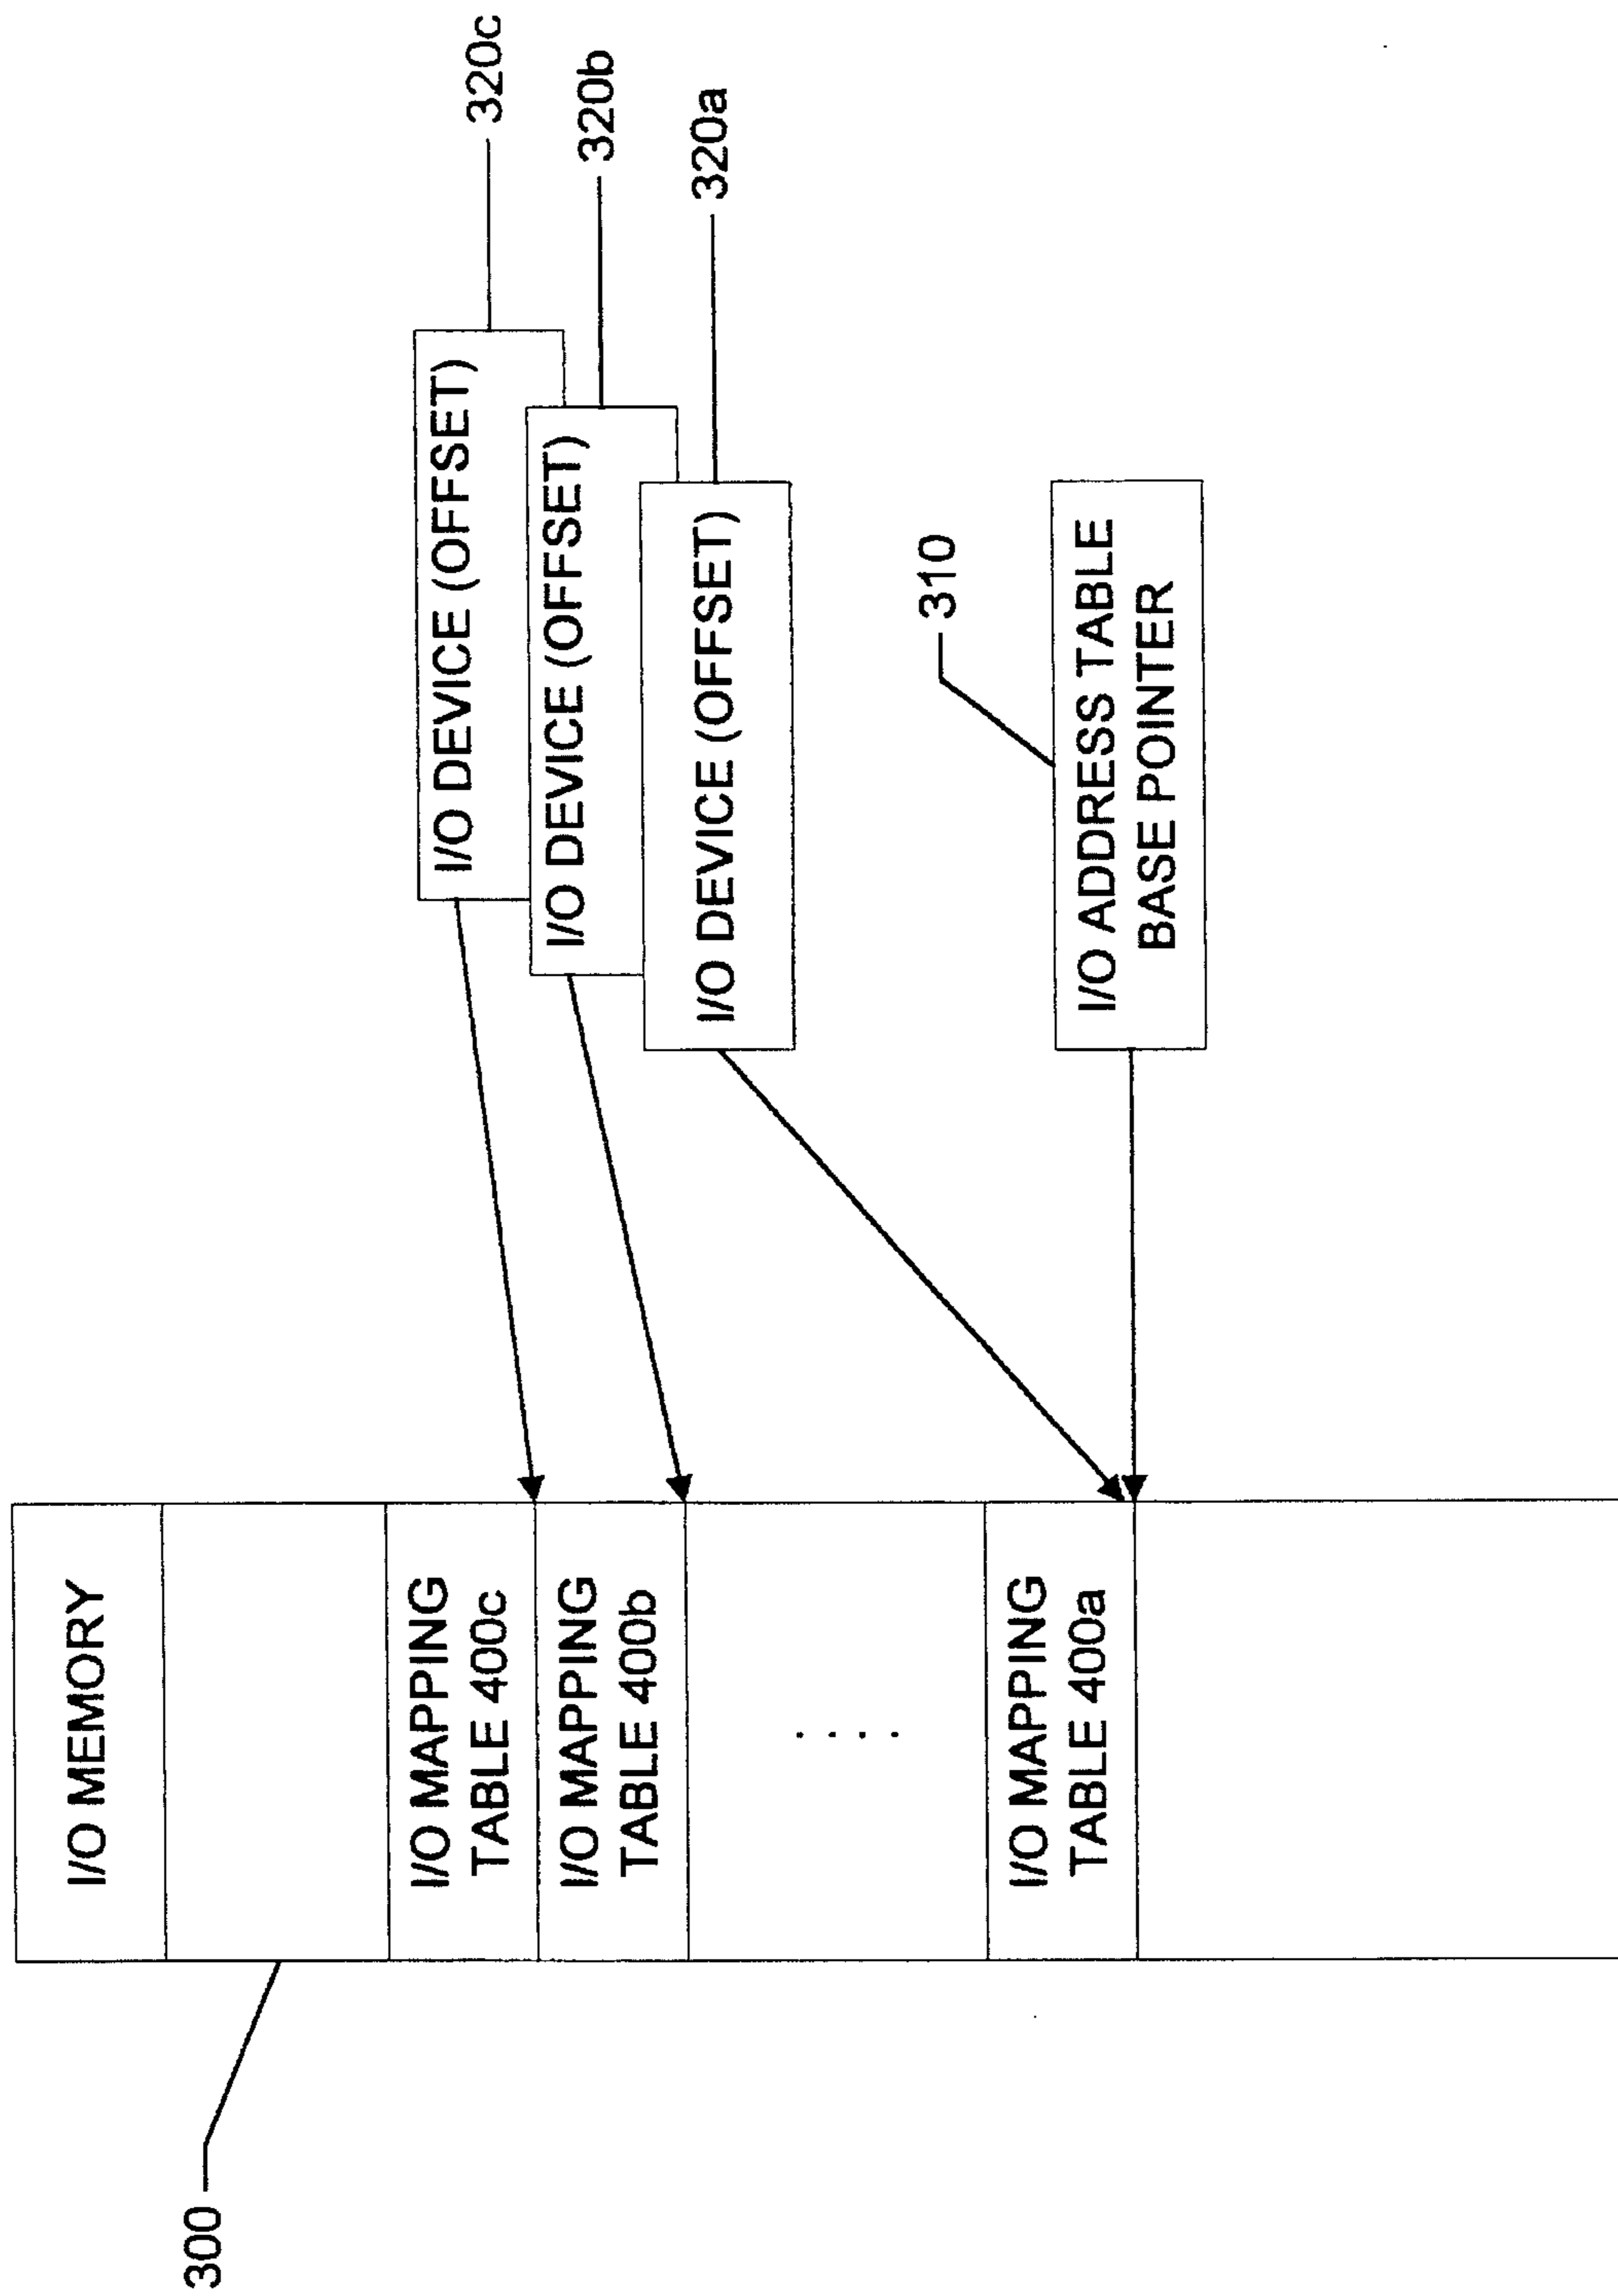 I/O MEMORY
300
I/O MAPPING
TABLE 400c
I/O MAPPING
TABLE 400b
. . . .
I/O MAPPING
TABLE 400a
I/O DEVICE (OFFSET)
320c
I/O DEVICE (OFFSET)
320b
I/O DEVICE (OFFSET)
320a
310
I/O ADDRESS TABLE
BASE POINTER